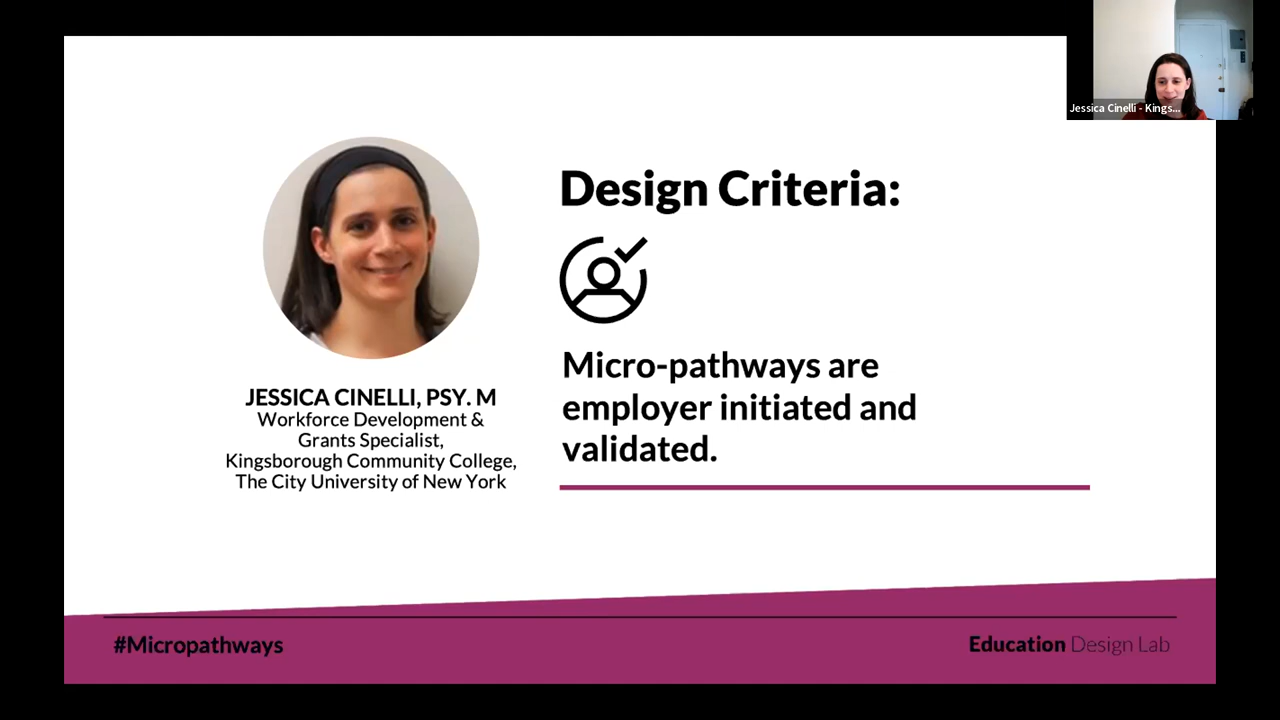 Jessica Cinelli - Kings...
Design Criteria:
Micro-pathways are
employer initiated and
validated.
JESSICA CINELLI, PSY. M
Workforce Development &
Grants Specialist,
Kingsborough Community College,
The City University of New York
#Micropathways
Education Design Lab